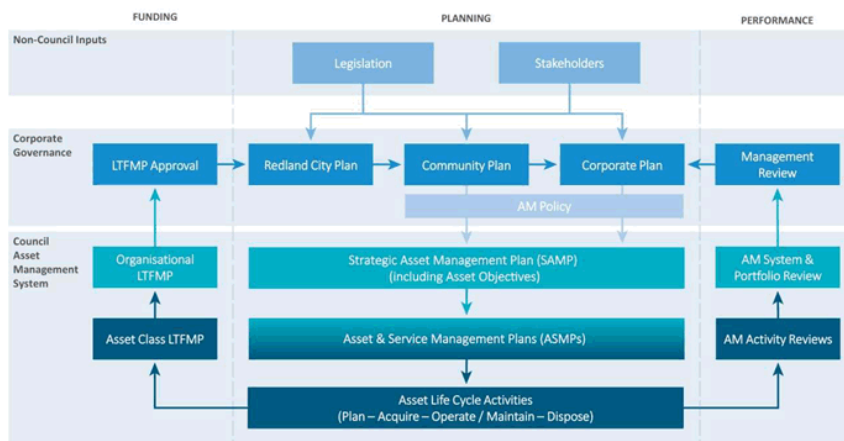 FUNDING
PLANNING
PERFORMANCE
Non-Council Inputs
Legislation
Stakeholders
Corporate
Governance
LTFMP Approval
Redland City Plan
Community Plan
Corporate Plan
Management
Review
AM Policy
Council
Asset
Management
System
Organisational
LTFMP
Strategic Asset Management Plan (SAMP)
(including Asset Objectives)
AM System &
Portfolio Review
Asset Class LTFMP
Asset & Service Management Plans (ASMPs)
AM Activity Reviews
Asset Life Cycle Activities
(Plan – Acquire – Operate / Maintain – Dispose)